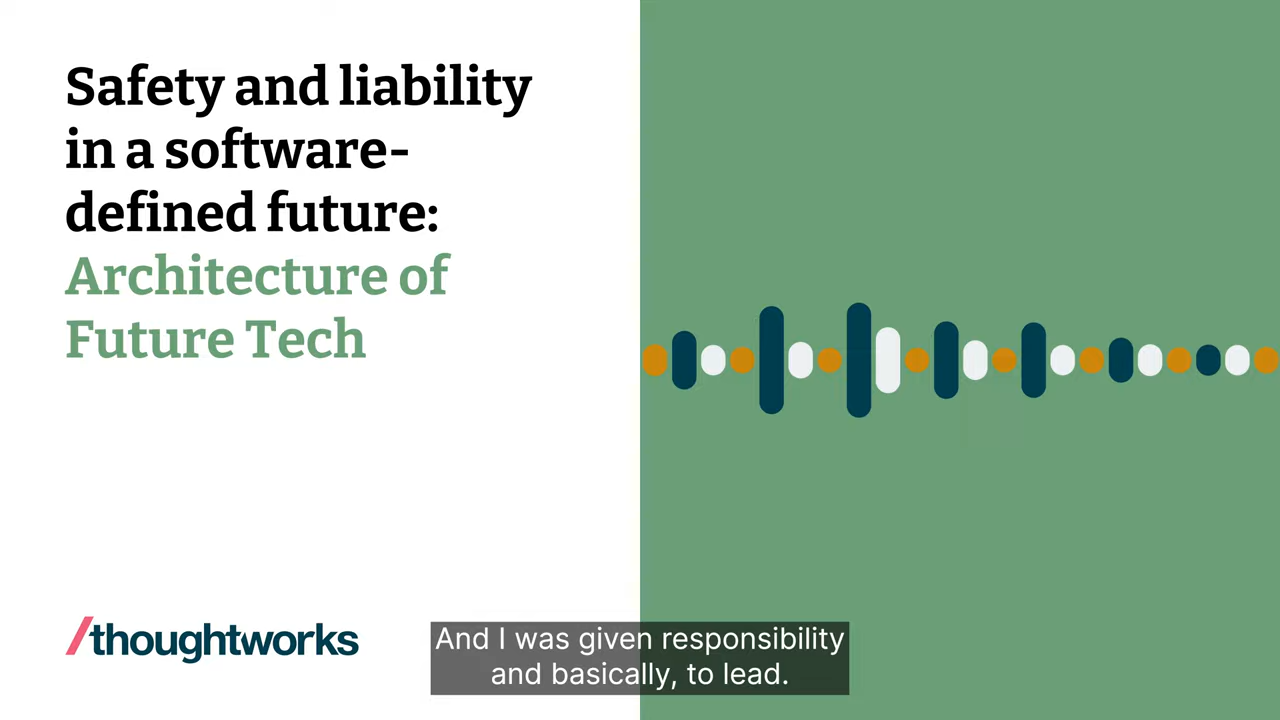 Safety and liability
in a software-
defined future:
Architecture of
Future Tech
/thoughtworks
And I was given responsibility
and basically, to lead.